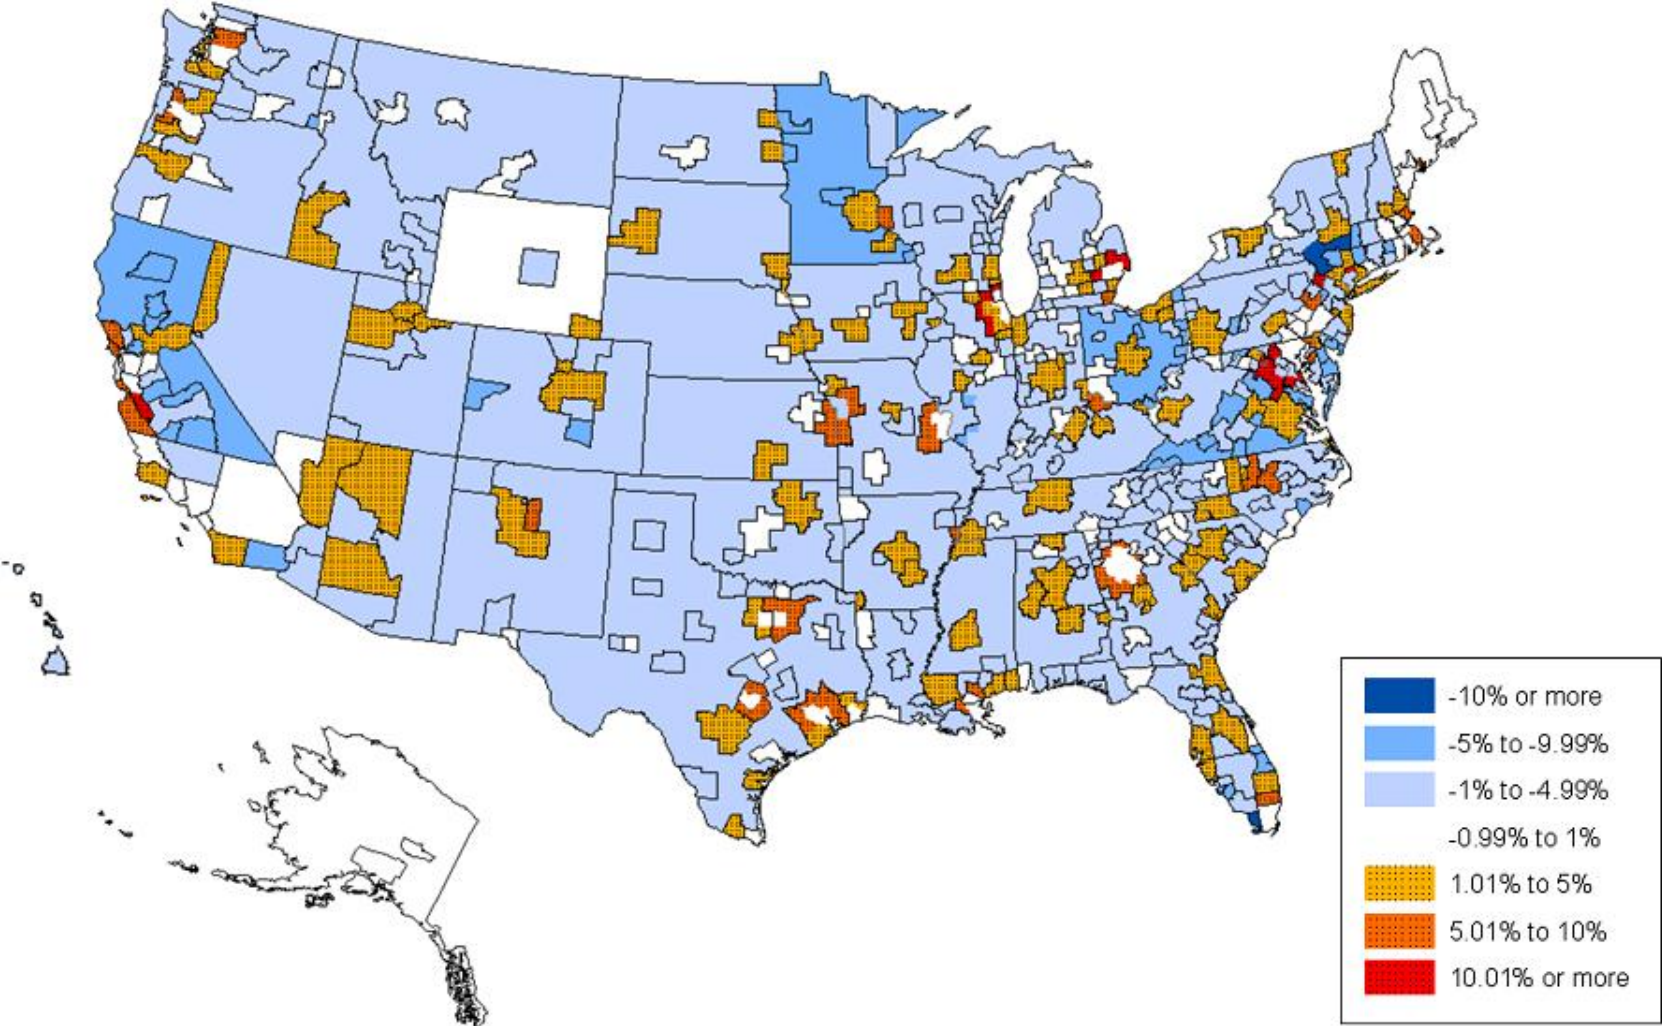 -10% or more
-5% to -9.99%
-1% to -4.99%
-0.99% to 1%
1.01% to 5%
5.01% to 10%
10.01% or more